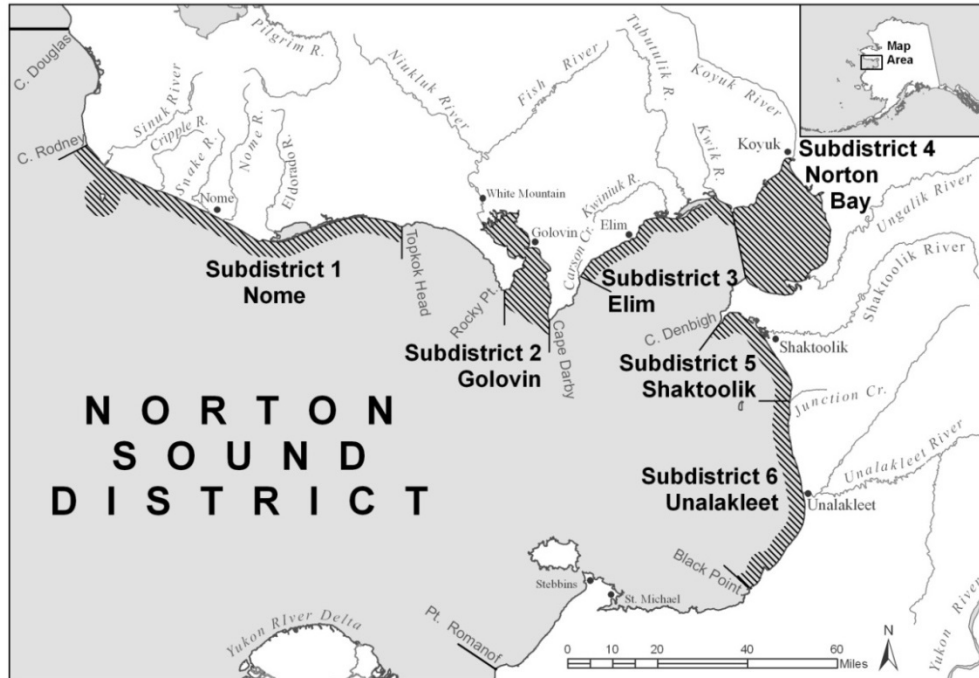 C. Douglas
Pilgrim R.
Niukluk River
Fish River
Tubutulik R.
Koyuk River
Map
Area
Sinuk River
Cripple R.
Snake R.
Nome R.
Eldorado R.
Kwik R.
Koyuk
C. Rodney
Nome
White Mountain
Kwiniuk R.
Subdistrict 4
Norton
Bay
Ungalik River
Golovin
Elim
Carson Cr.
Shaktoolik River
Subdistrict 1
Nome
Topkok Head
Rocky Pt.
Cape Darby
Subdistrict 3
Elim
C. Denbigh
Subdistrict 2
Golovin
Subdistrict 5
Shaktoolik
Shaktoolik
Junction Cr.
NORTON
SOUND
DISTRICT
Subdistrict 6
Unalakleet
Unalakleet River
Unalakleet
Black Point
Stebbins
St. Michael
Yukon RIver Delta
Pt. Romanof
Yukon River
N
0 5 10 20 40 60
Miles